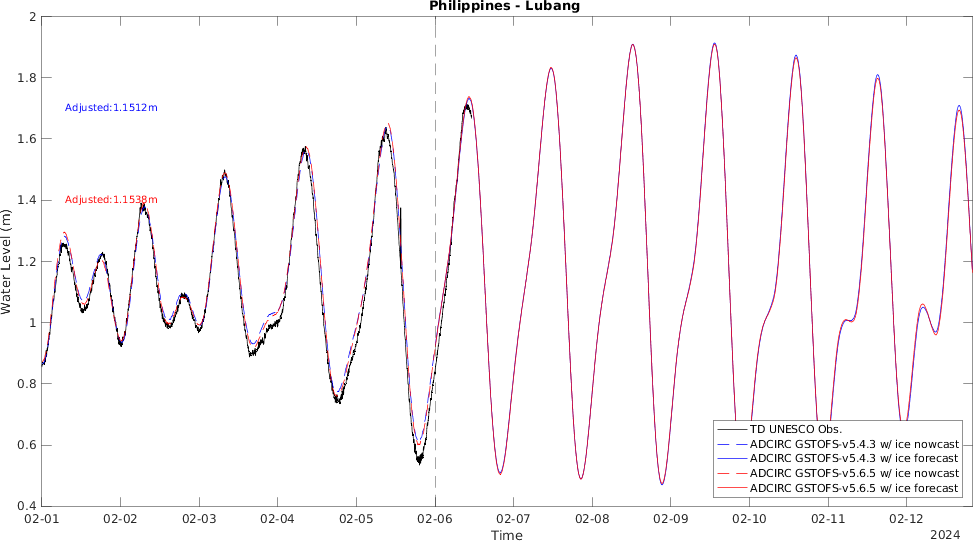 Philippines - Lubang
2
1.8
1.6
1.4
1.2
1
0.8
0.6
0.4
Water Level (m)
Adjusted:1.1512m
Adjusted:1.1538m
TD UNESCO Obs.
ADCIRC GSTOFS-v5.4.3 w/ ice nowcast
ADCIRC GSTOFS-v5.4.3 w/ ice forecast
ADCIRC GSTOFS-v5.6.5 w/ ice nowcast
ADCIRC GSTOFS-v5.6.5 w/ ice forecast
02-01 02-02 02-03 02-04 02-05 02-06 02-07 02-08 02-09 02-10 02-11 02-12
Time
2024